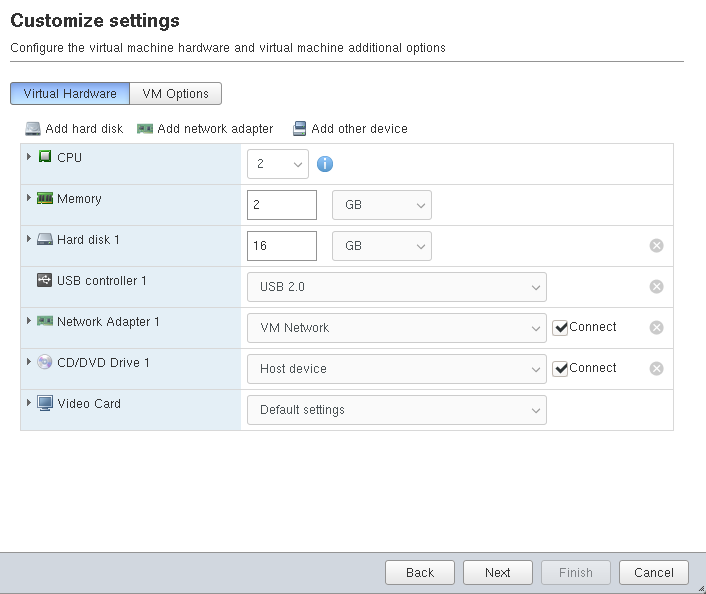 Customize settings
Configure the virtual machine hardware and virtual machine additional options
Virtual Hardware VM Options
Add hard disk Add network adapter Add other device
CPU 2
Memory 2 GB
Hard disk 1 16 GB
USB controller 1 USB 2.0
Network Adapter 1 VM Network Connect
CD/DVD Drive 1 Host device Connect
Video Card Default settings
Back Next Finish Cancel